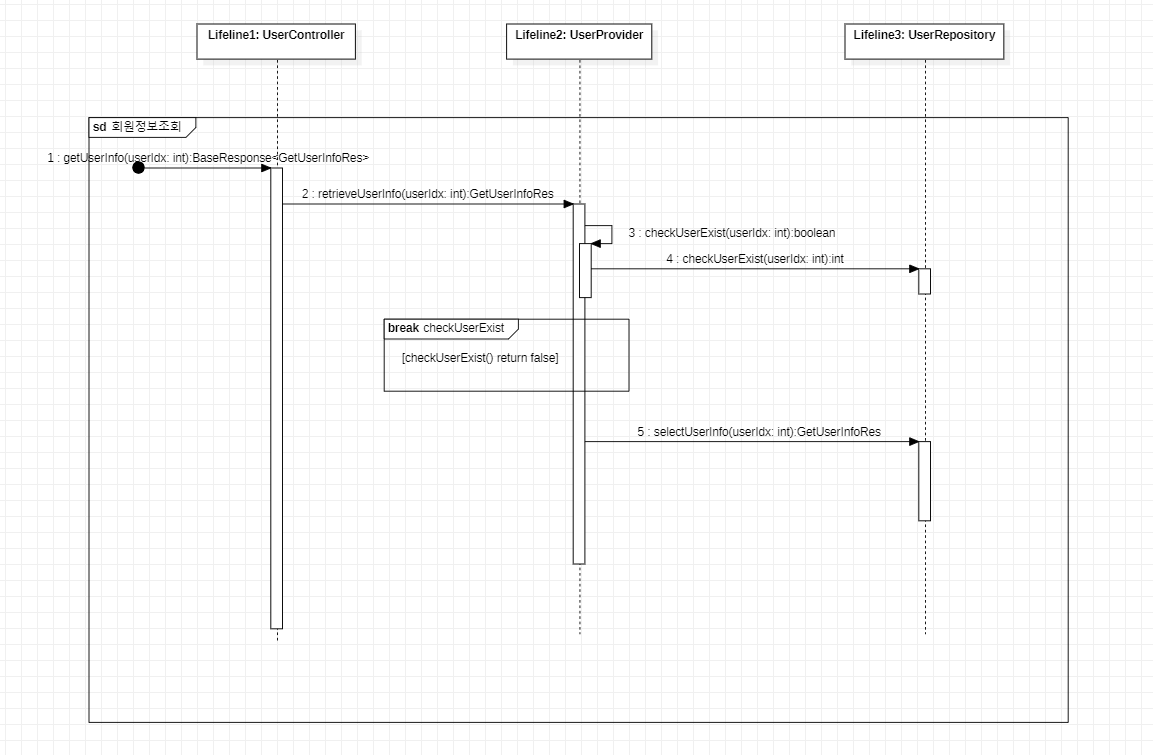 Lifeline1: UserController
Lifeline2: UserProvider
Lifeline3: UserRepository
sd 회원정보조회
1 : getUserInfo(userIdx: int):BaseResponse<GetUserInfoRes>
2 : retrieveUserInfo(userIdx: int):GetUserInfoRes
3 : checkUserExist(userIdx: int):boolean
4 : checkUserExist(userIdx: int):int
break checkUserExist
[checkUserExist() return false]
5 : selectUserInfo(userIdx: int):GetUserInfoRes